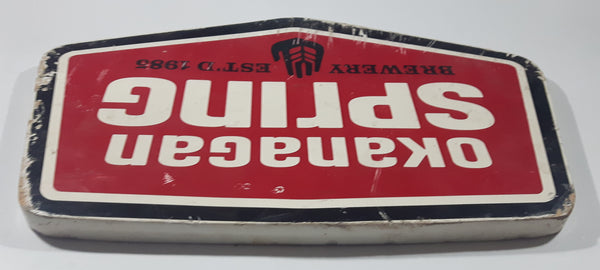 okanagan
SPrING
BREWERY EST'D 1985